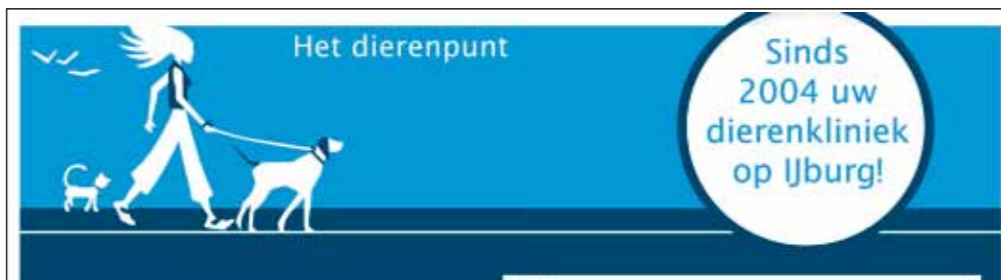 Het dierenpunt
Sinds
2004 uw
dierenkliniek
op IJburg!